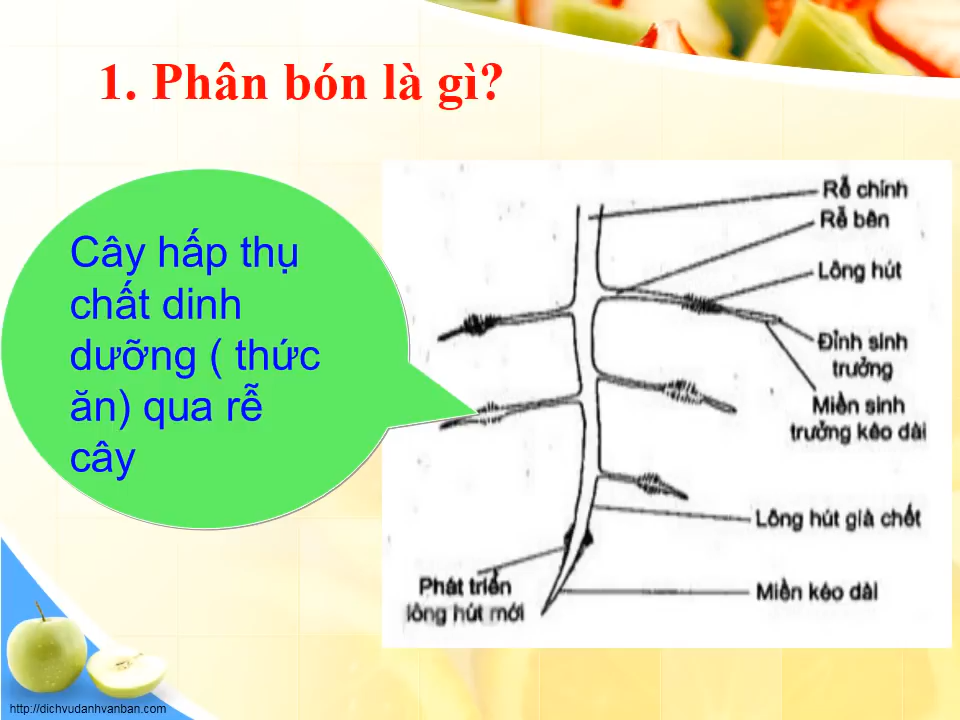 1. Phân bón là gì?
Cây hấp thụ
chất dinh
dưỡng ( thức
ăn) qua rễ
cây
Rễ chính
Rễ bên
Lông hút
Đỉnh sinh
trưởng
Miền sinh
trưởng kéo dài
Lông hút già chết
Phát triển
lông hút mới
Miền kéo dài
http://dichvudanhvanban.com